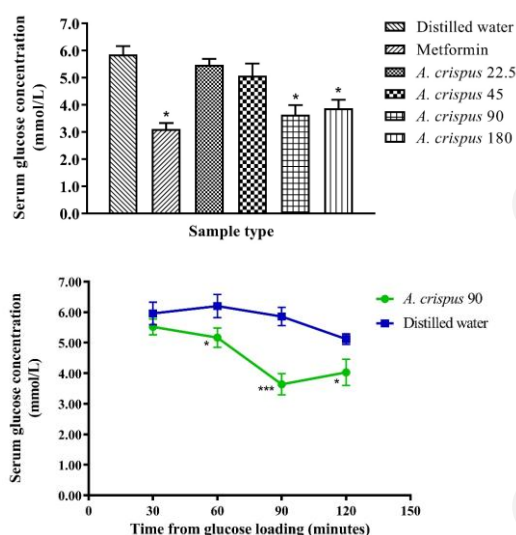 Serum glucose concentration
(mmol/L)
7.0
6.0
5.0
4.0
3.0
2.0
1.0
0.0
*
*
*
Sample type
Distilled water
Metformin
A. crispus 22.5
A. crispus 45
A. crispus 90
A. crispus 180
Serum glucose concentration
(mmol/L)
7.00
6.00
5.00
4.00
3.00
2.00
1.00
0.00
*
***
*
0
30
60
90
120
150
Time from glucose loading (minutes)
A. crispus 90
Distilled water